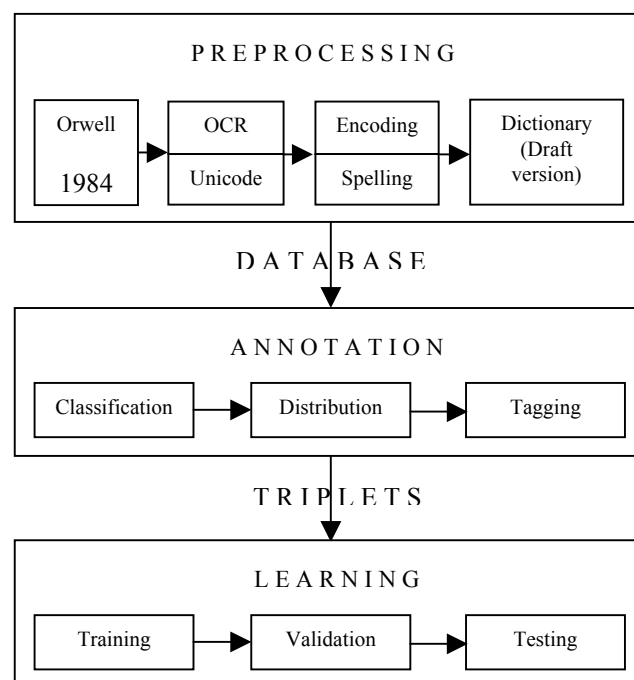 PREPROCESSING
Orwell
1984
OCR
Unicode
Encoding
Spelling
Dictionary
(Draft
version)
DATABASE
ANNOTATION
Classification
Distribution
Tagging
TRIPLETS
LEARNING
Training
Validation
Testing